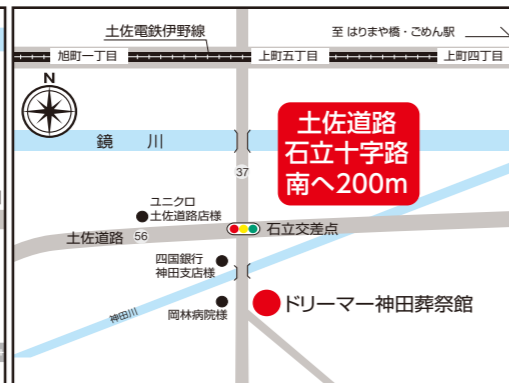 土佐電鉄伊野線
至 はりまや橋・ごめん駅
旭町一丁目
上町五丁目
上町四丁目
N
鏡 川
土佐道路
石立十字路
南へ200m
37
ユニクロ
土佐道路店様
土佐道路 56
石立交差点
四国銀行
神田支店様
神田川
岡林病院様
ドリーマー神田葬祭館